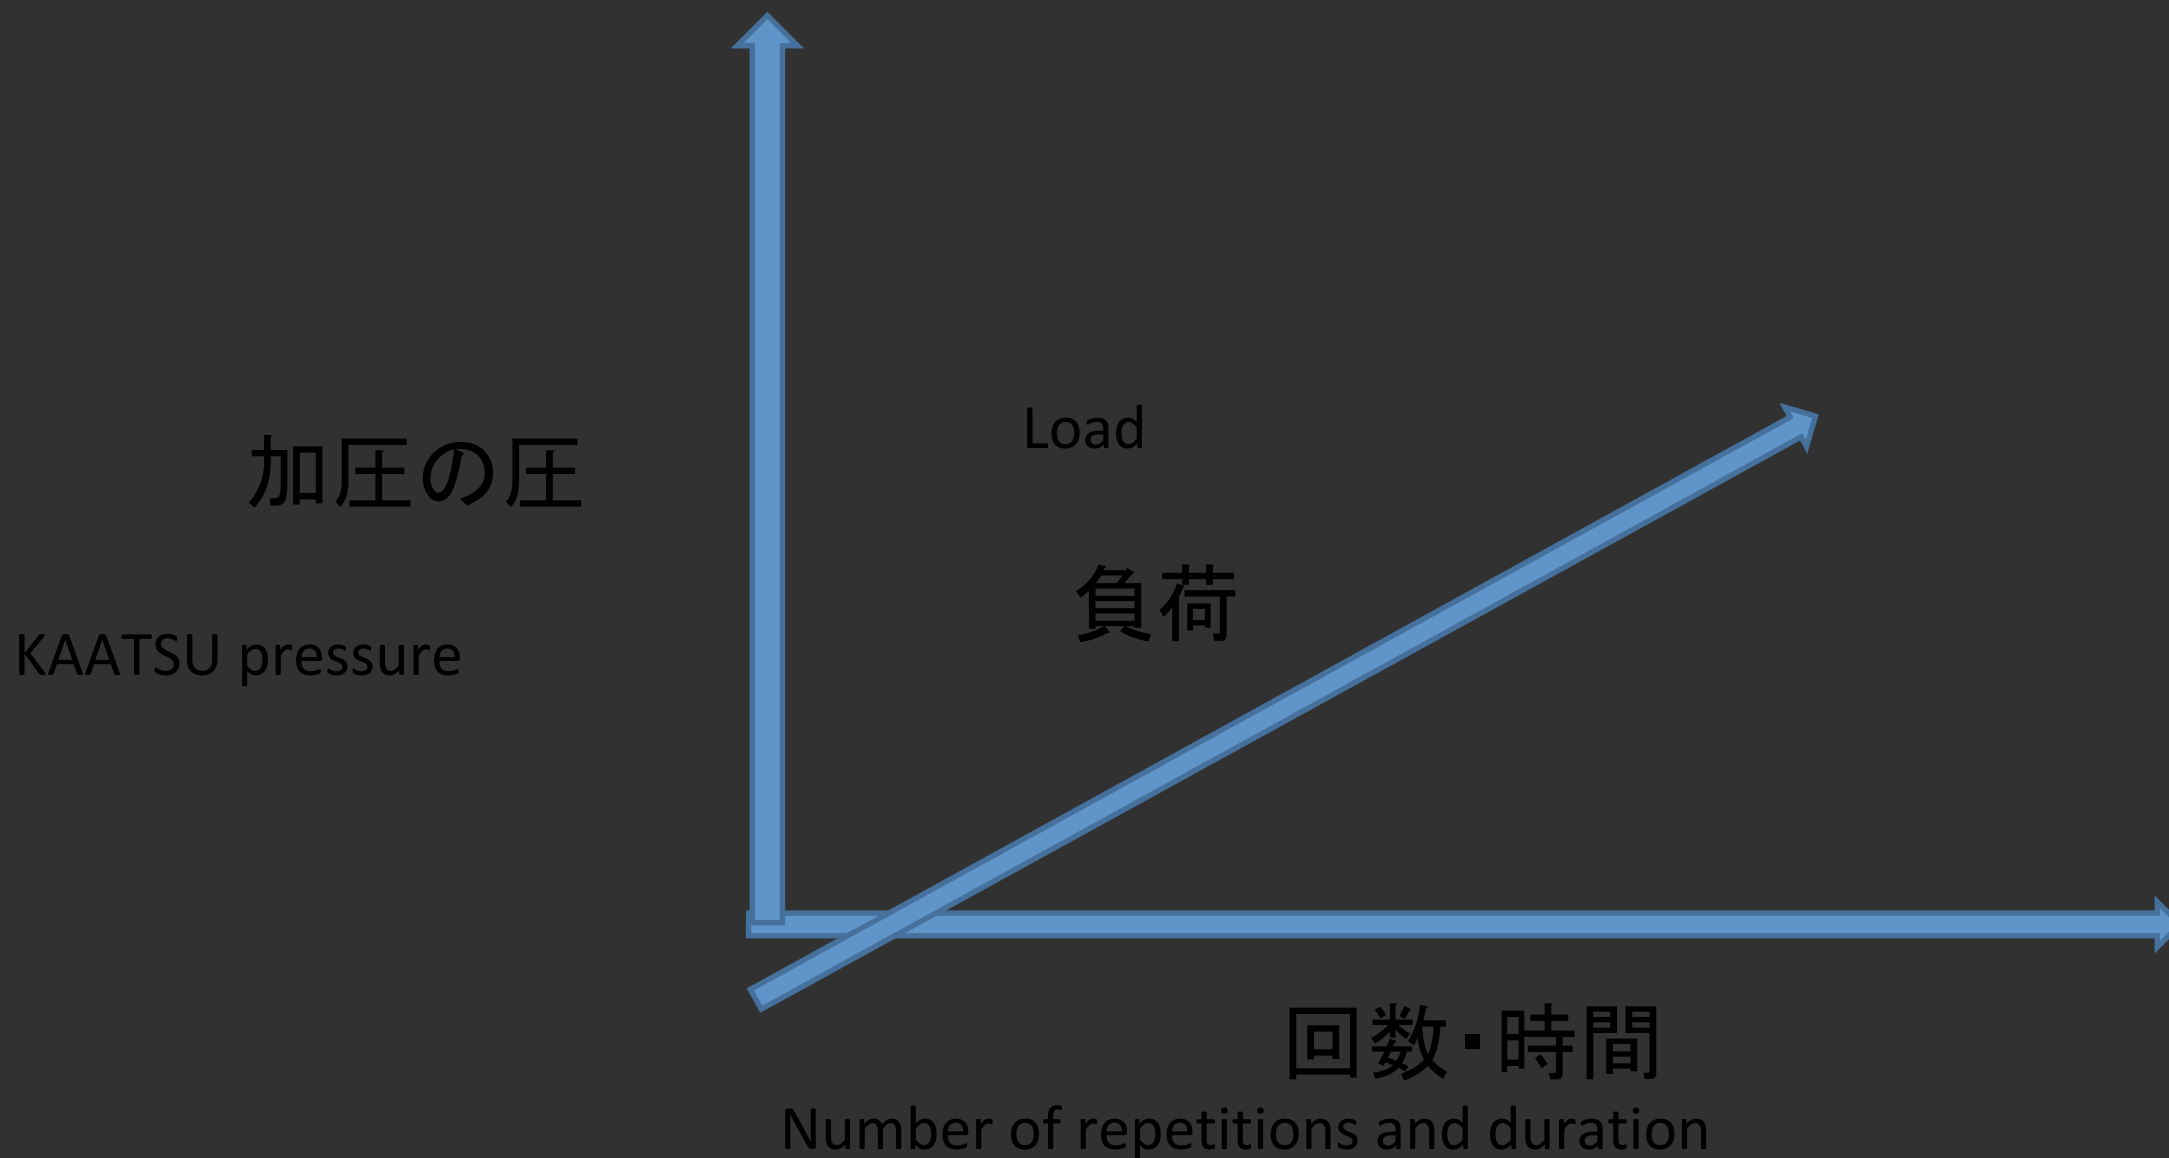 Load
加圧の圧
負荷
KAATSU pressure
回数・時間
Number of repetitions and duration